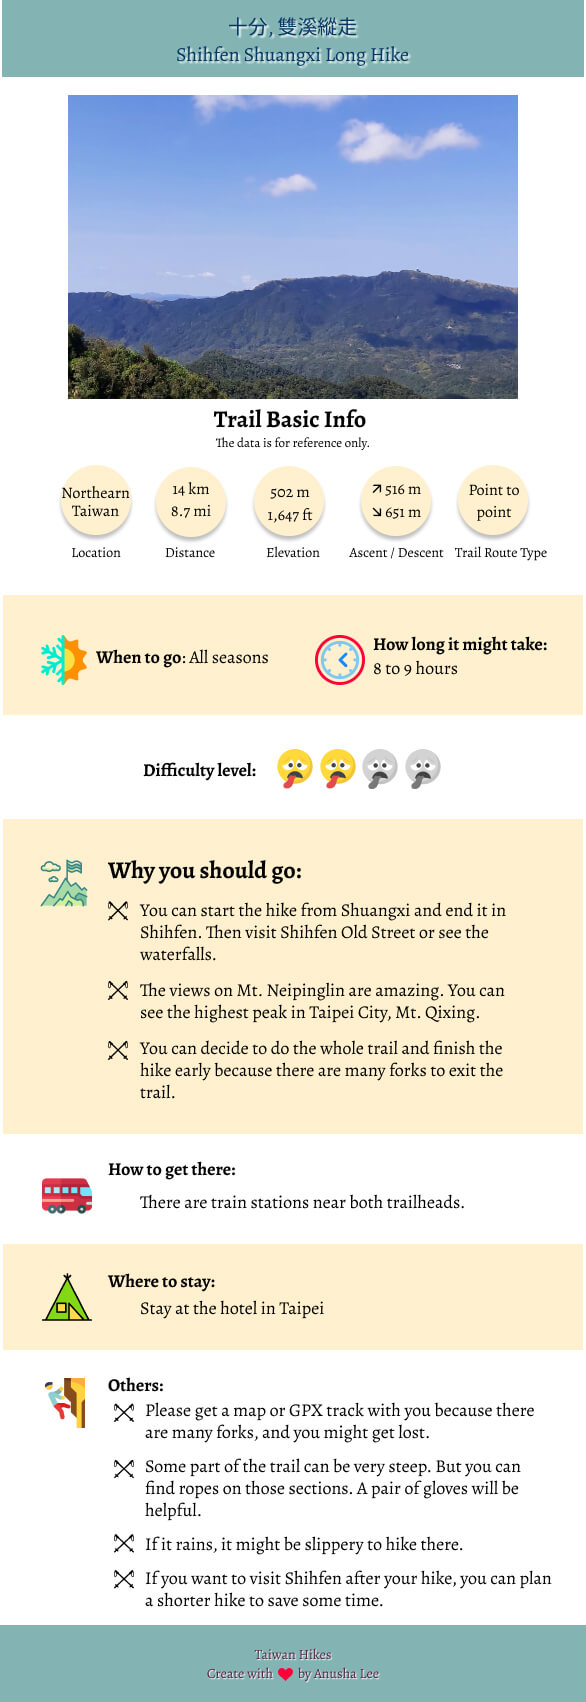 十分, 雙溪縱走
Shihfen Shuangxi Long Hike
Trail Basic Info
The data is for reference only.
Northearn
Taiwan
Location
14 km
8.7 mi
Distance
502 m
1,647 ft
Elevation
↗ 516 m
↘ 651 m
Ascent / Descent
Point to
point
Trail Route Type
When to go: All seasons
How long it might take:
8 to 9 hours
Difficulty level:
Why you should go:
You can start the hike from Shuangxi and end it in
Shihfen. Then visit Shihfen Old Street or see the
waterfalls.
The views on Mt. Neipinglin are amazing. You can
see the highest peak in Taipei City, Mt. Qixing.
You can decide to do the whole trail and finish the
hike early because there are many forks to exit the
trail.
How to get there:
There are train stations near both trailheads.
Where to stay:
Stay at the hotel in Taipei
Others:
Please get a map or GPX track with you because there
are many forks, and you might get lost.
Some part of the trail can be very steep. But you can
find ropes on those sections. A pair of gloves will be
helpful.
If it rains, it might be slippery to hike there.
If you want to visit Shihfen after your hike, you can plan
a shorter hike to save some time.
Taiwan Hikes
Create with ❤ by Anusha Lee